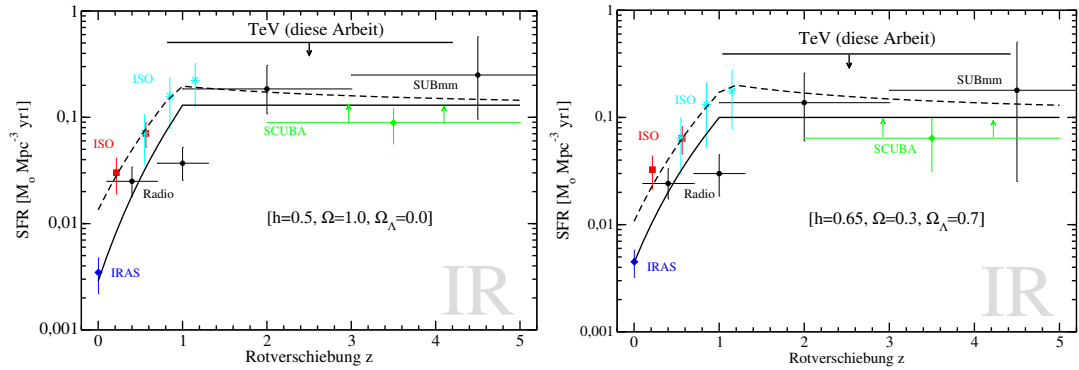 TeV (diese Arbeit)
ISO
SUBmm
SCUBA
ISO
Radio
[h=0.5, Ω=1.0, Ω_Λ=0.0]
IRAS
IR
SFR [M_o Mpc^-3 yr1]
1
0,1
0,01
0,001
0 1 2 3 4 5
Rotverschiebung z
TeV (diese Arbeit)
ISO
SUBmm
SCUBA
ISO
Radio
[h=0.65, Ω=0.3, Ω_Λ=0.7]
IRAS
IR
SFR [M_o Mpc^-3 yr1]
1
0,1
0,01
0,001
0 1 2 3 4 5
Rotverschiebung z